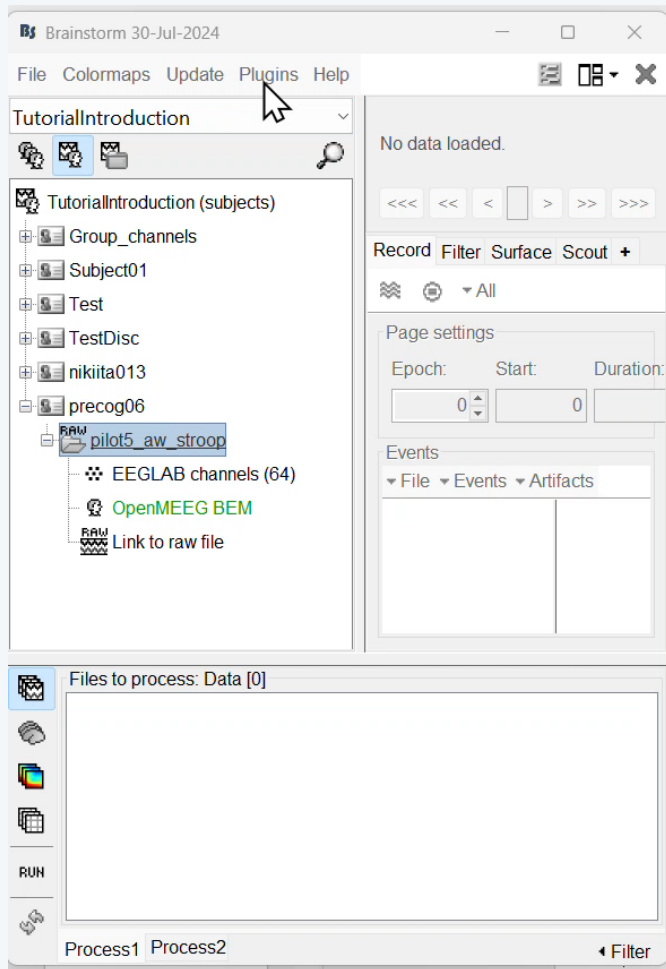 Bs Brainstorm 30-Jul-2024
File Colormaps Update Plugins Help
TutorialIntroduction
TutorialIntroduction (subjects)
Group_channels
Subject01
Test
TestDisc
nikiita013
precog06
RAW pilot5_aw_stroop
EEGLAB channels (64)
OpenMEEG BEM
RAW Link to raw file
No data loaded.
<<< << < > >> >>>
Record Filter Surface Scout +
All
Page settings
Epoch: Start: Duration:
0 0
Events
File Events Artifacts
Files to process: Data [0]
RUN
Process1 Process2
Filter